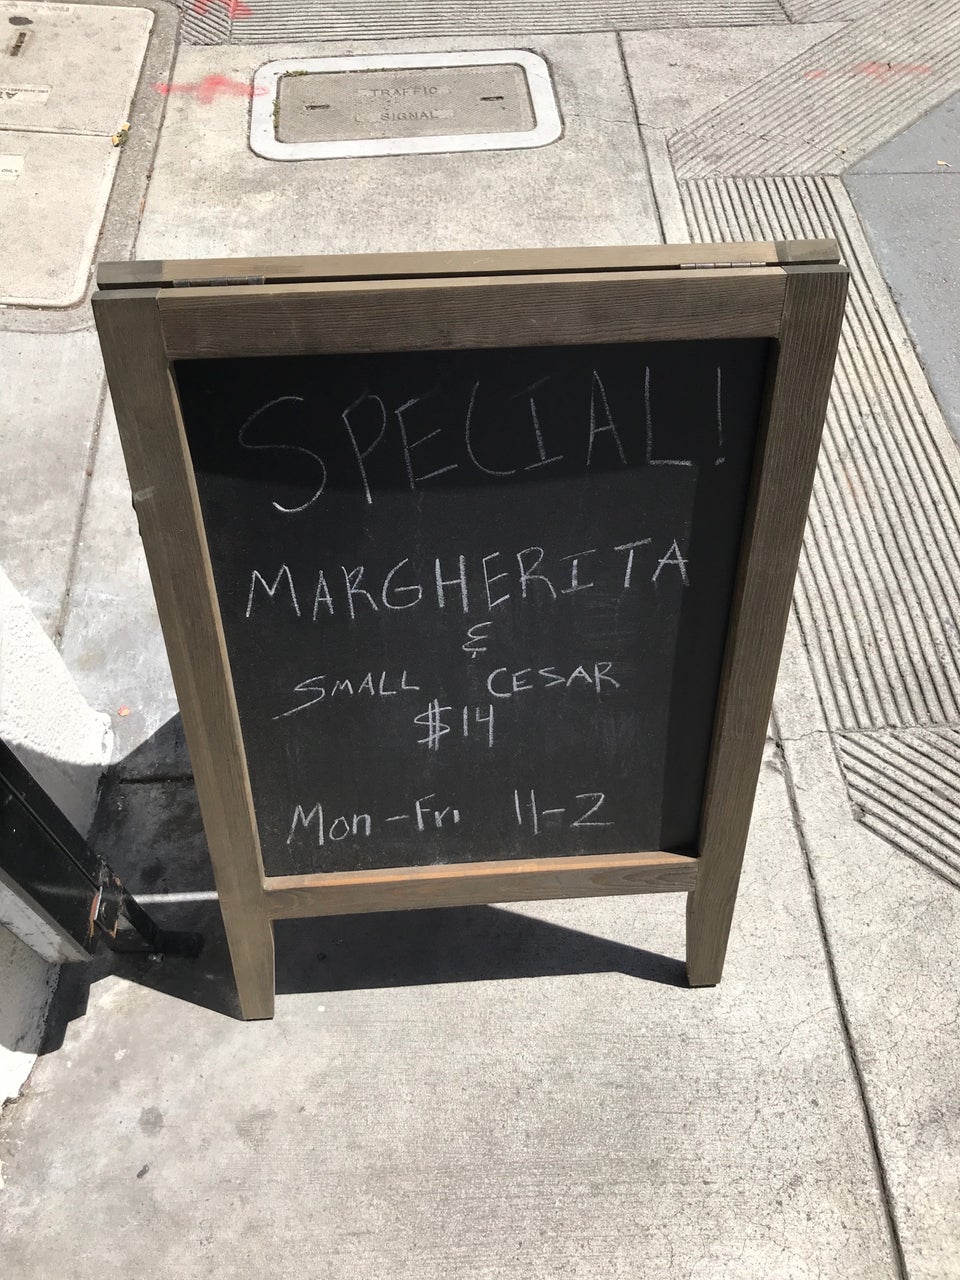 TRAFFIC
SIGNAL
SPECIAL!
MARGHERITA
&
SMALL CESAR
$14
Mon-Fri 11-2